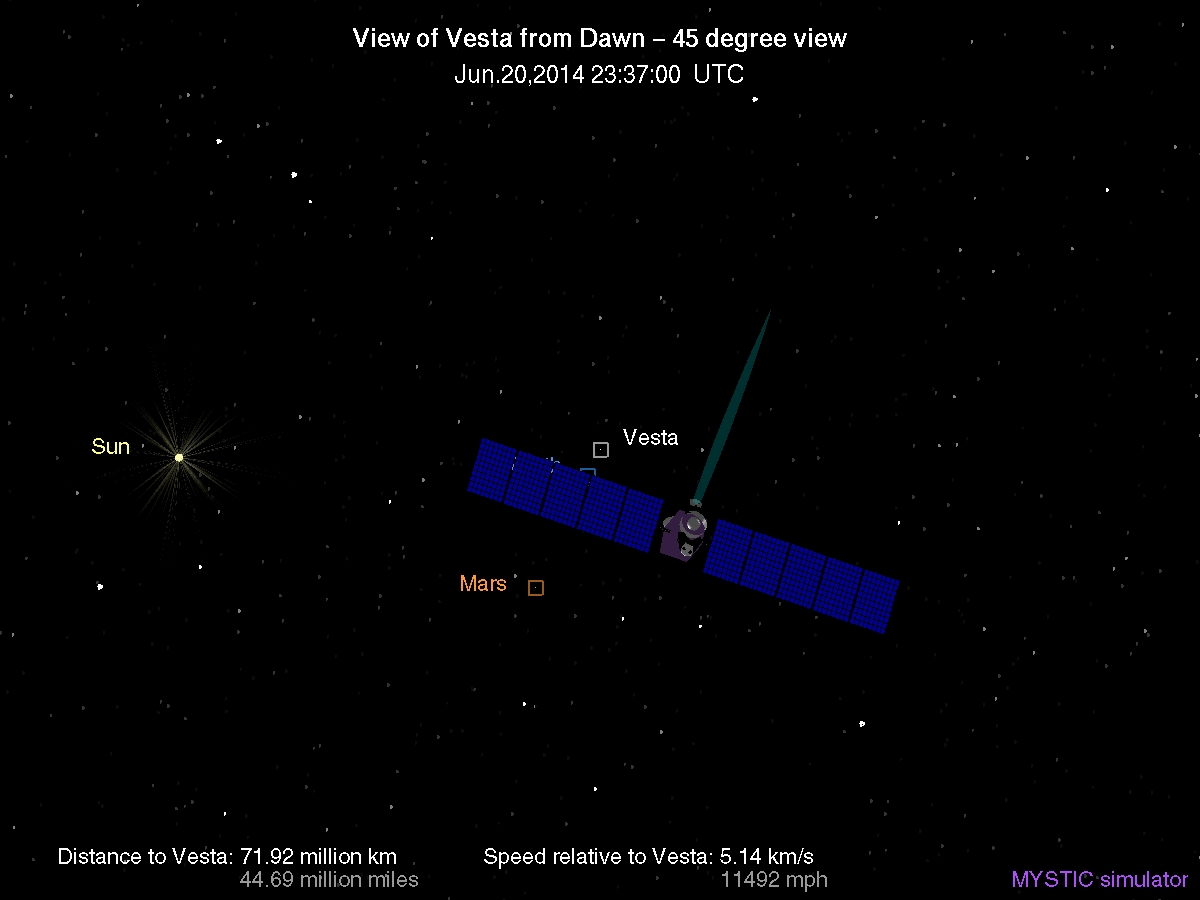 View of Vesta from Dawn – 45 degree view
Jun.20,2014 23:37:00 UTC
Vesta
Sun
Mars
Distance to Vesta: 71.92 million km
44.69 million miles
Speed relative to Vesta: 5.14 km/s
11492 mph
MYSTIC simulator